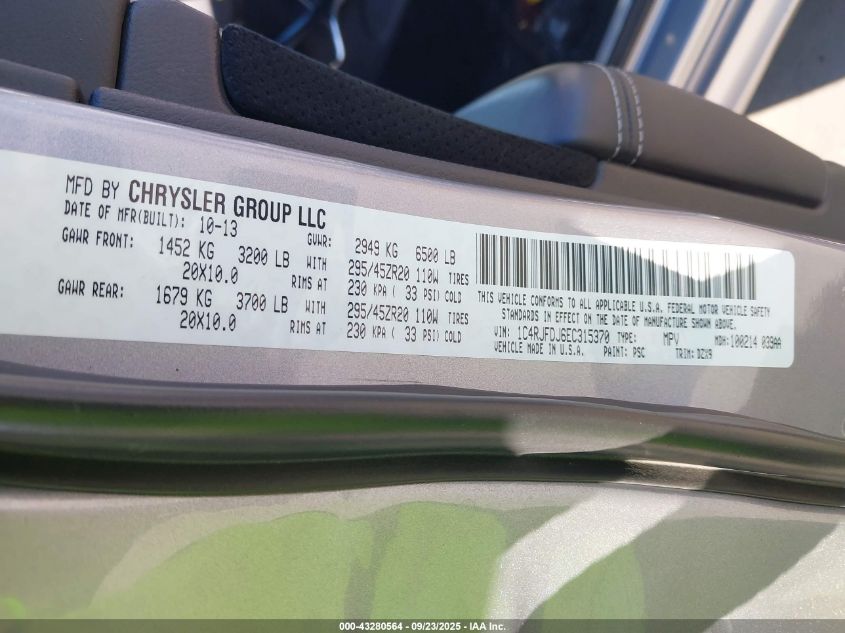 MFD BY CHRYSLER GROUP LLC
DATE OF MFR(BUILT): 10-13 GVWR: 2949 KG 6500 LB
GAWR FRONT: 1452 KG 3200 LB WITH 295/45ZR20 110W TIRES
20X10.0 RIMS AT 230 KPA ( 33 PSI) COLD
GAWR REAR: 1679 KG 3700 LB WITH 295/45ZR20 110W TIRES
20X10.0 RIMS AT 230 KPA ( 33 PSI) COLD
THIS VEHICLE CONFORMS TO ALL APPLICABLE U.S.A. FEDERAL MOTOR VEHICLE SAFETY
STANDARDS IN EFFECT ON THE DATE OF MANUFACTURE SHOWN ABOVE.
VIN: 1C4RJFDJ6EC315370 TYPE: MPV MDH:100214 039AA
VEHICLE MADE IN U.S.A. PAINT: PSC TRIM: DZX9
000-43280564 - 09/23/2025 - IAA Inc.